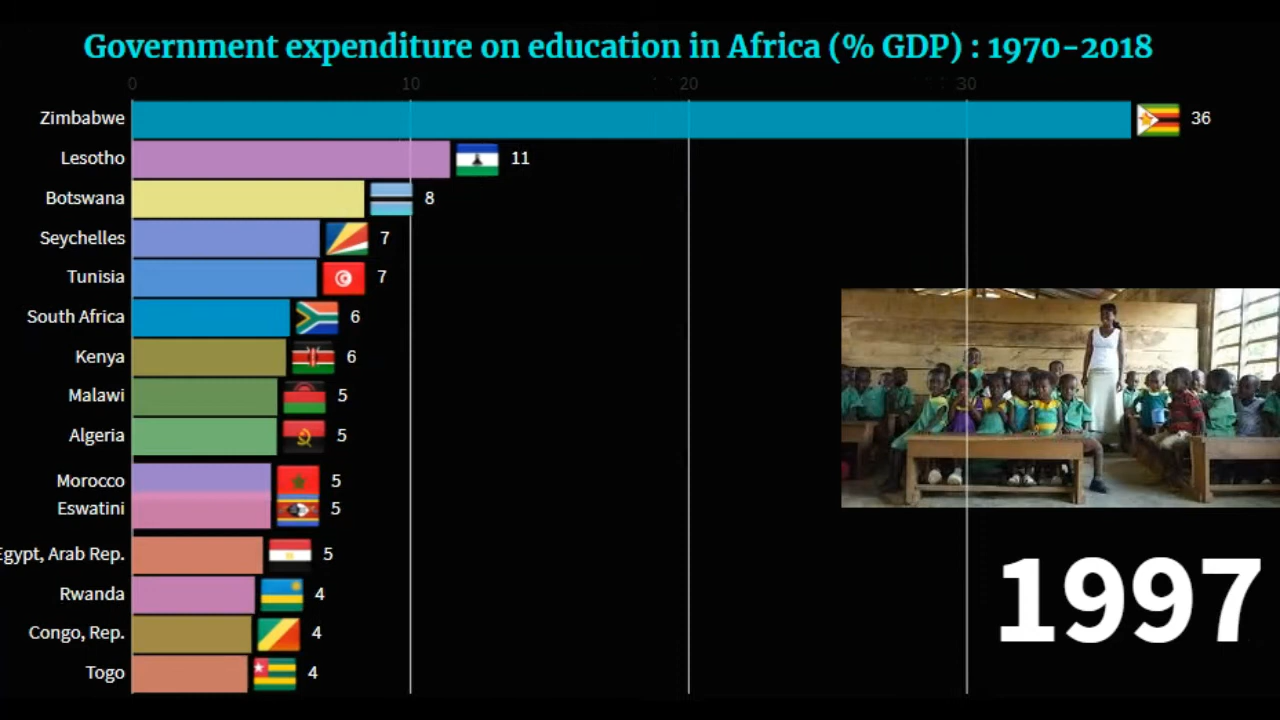 Government expenditure on education in Africa (% GDP) : 1970-2018
0 10 20 30
Zimbabwe 36
Lesotho 11
Botswana 8
Seychelles 7
Tunisia 7
South Africa 6
Kenya 6
Malawi 5
Algeria 5
Morocco 5
Eswatini 5
Egypt, Arab Rep. 5
Rwanda 4
Congo, Rep. 4
Togo 4
1997